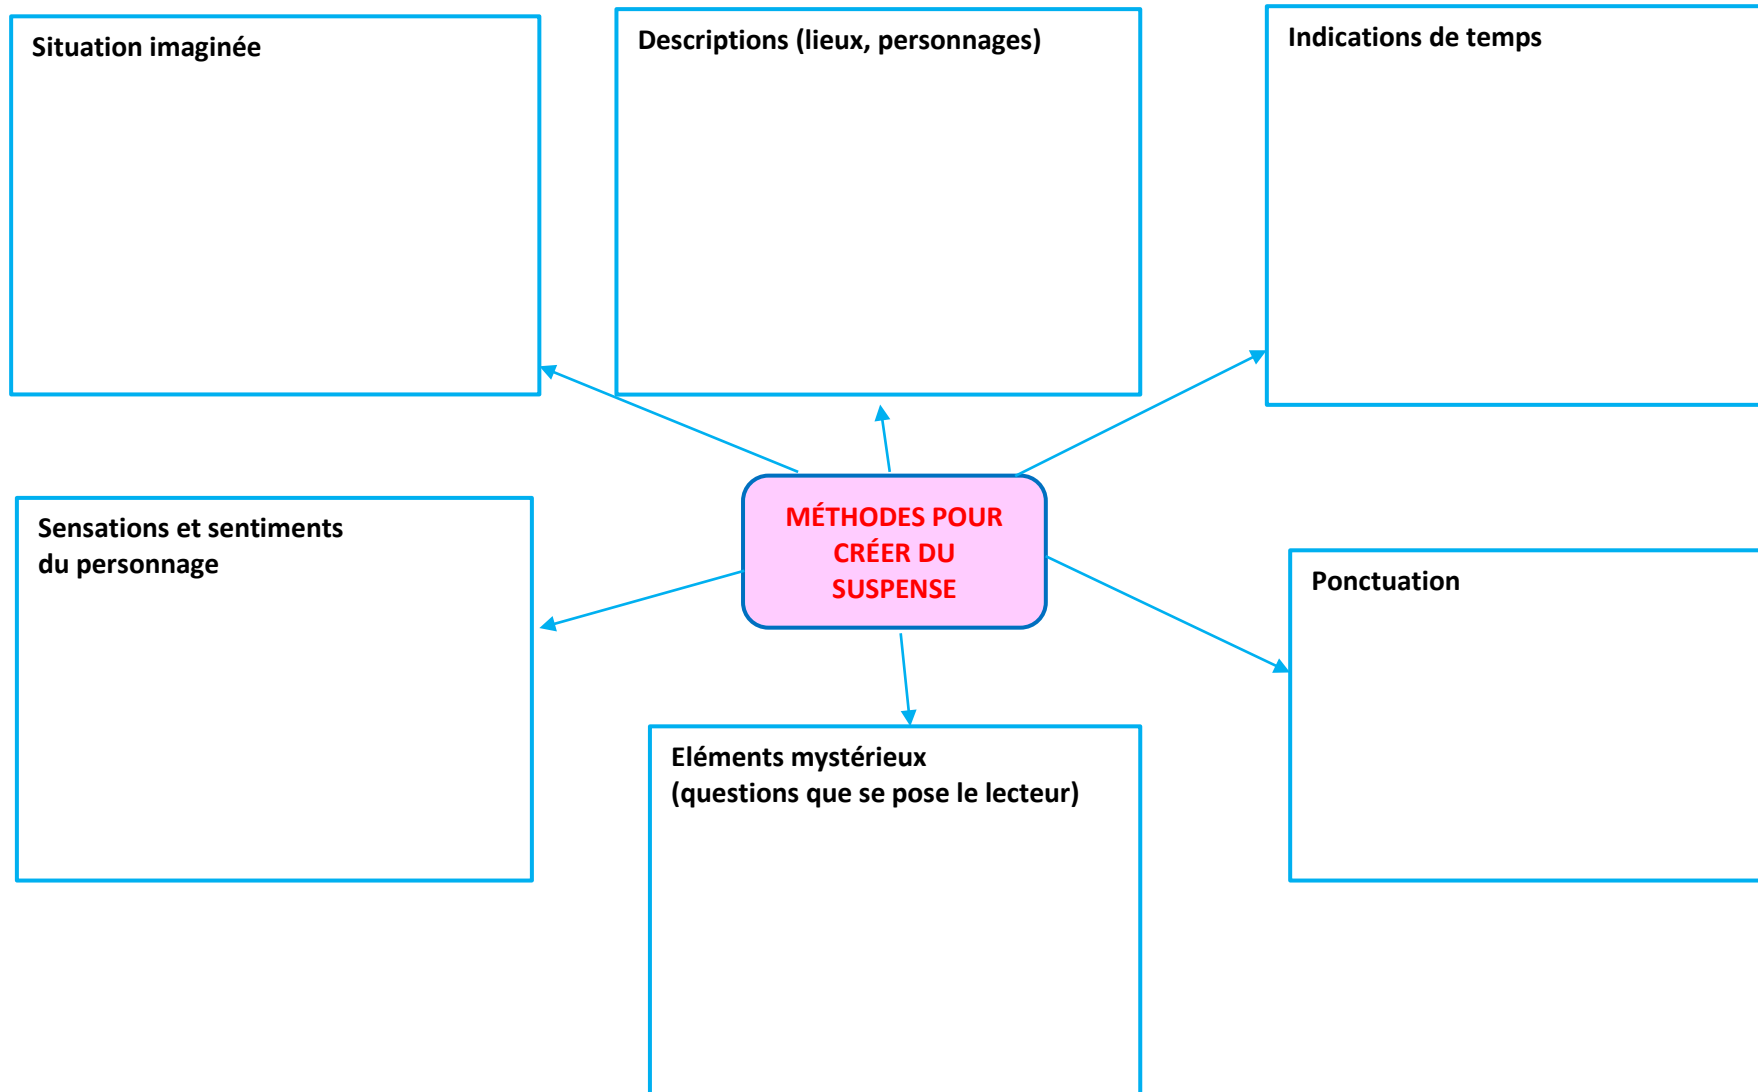 Situation imaginée
Descriptions (lieux, personnages)
Indications de temps
Sensations et sentiments
du personnage
MÉTHODES POUR
CRÉER DU
SUSPENSE
Ponctuation
Eléments mystérieux
(questions que se pose le lecteur)